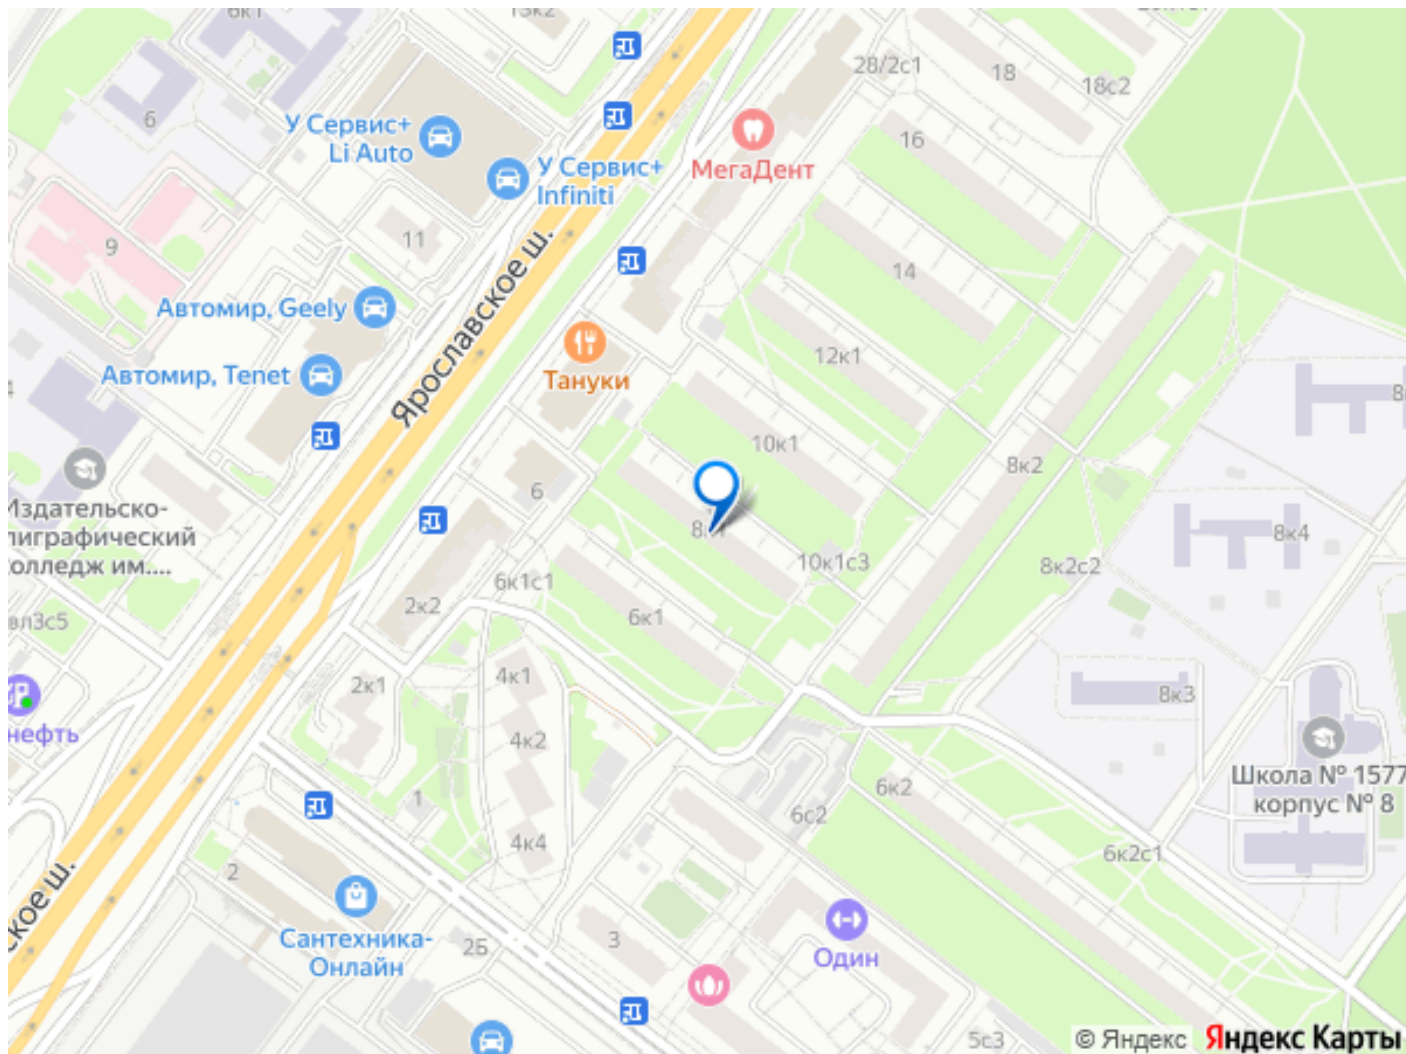 6к1
13к2
28/2с1
18
18с2
6
У Сервис+
Li Auto
У Сервис+
Infiniti
МегаДент
16
9
11
14
Автомир, Geely
Ярославское ш.
12к1
Автомир, Tenet
Тануки
10к1
8к2
6
8к4
10к1с3
8к2с2
6к1с1
2к2
6к1
вл3с5
4к1
2к1
8к3
нефть
4к2
Школа № 1577
корпус № 8
6к2
1
6с2
4к4
6к2с1
2
ское ш.
3
Сантехника-
Онлайн
2Б
Один
5с3
© Яндекс
Яндекс Карты